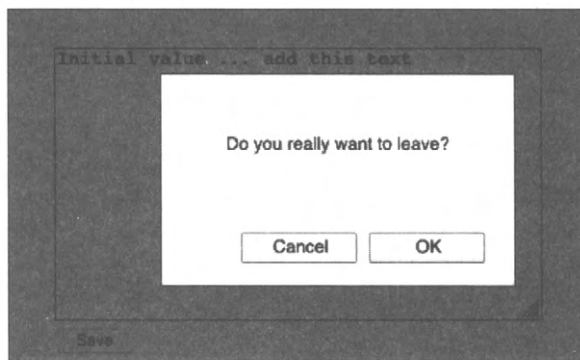 Initial value ... add this text
Do you really want to leave?
Cancel
OK
Save